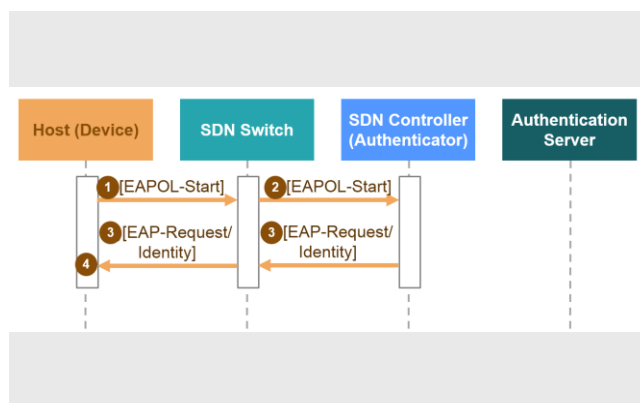 Host (Device)
SDN Switch
SDN Controller
(Authenticator)
Authentication
Server
1 [EAPOL-Start]
2 [EAPOL-Start]
3 [EAP-Request/
Identity]
3 [EAP-Request/
Identity]
4